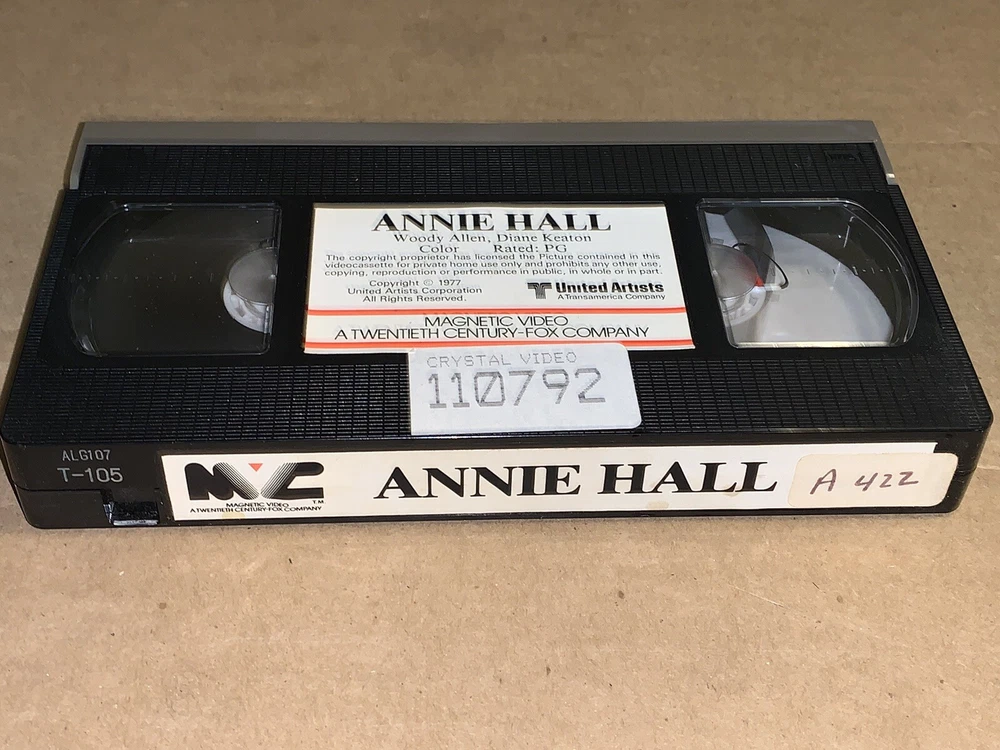 ANNIE HALL
Woody Allen, Diane Keaton
Color Rated: PG
The copyright proprietor has licensed the Picture contained in this
videocassette for private home use only and prohibits any other use,
copying, reproduction or performance in public, in whole or in part.
Copyright © 1977
United Artists Corporation
All Rights Reserved.
United Artists
A Transamerica Company
MAGNETIC VIDEO
A TWENTIETH CENTURY-FOX COMPANY
CRYSTAL VIDEO
110792
ALG107
T-105
MVC
TM
MAGNETIC VIDEO
A TWENTIETH CENTURY-FOX COMPANY
ANNIE HALL
A 422